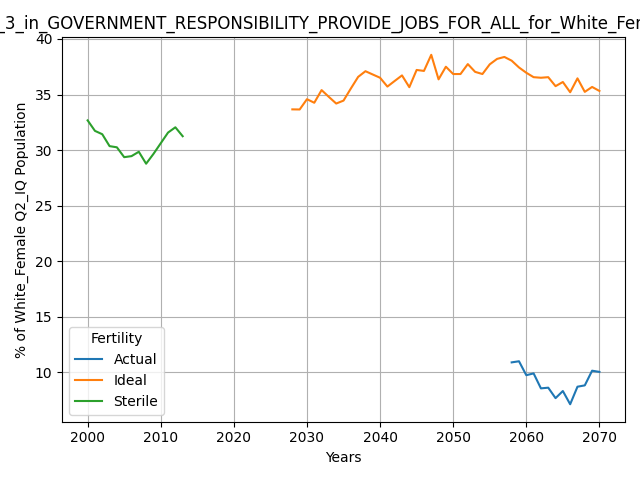 _3_in_GOVERNMENT_RESPONSIBILITY_PROVIDE_JOBS_FOR_ALL_for_White_Fem
40
35
30
25
20
15
10
% of White_Female Q2_IQ Population
Fertility
Actual
Ideal
Sterile
2000 2010 2020 2030 2040 2050 2060 2070
Years